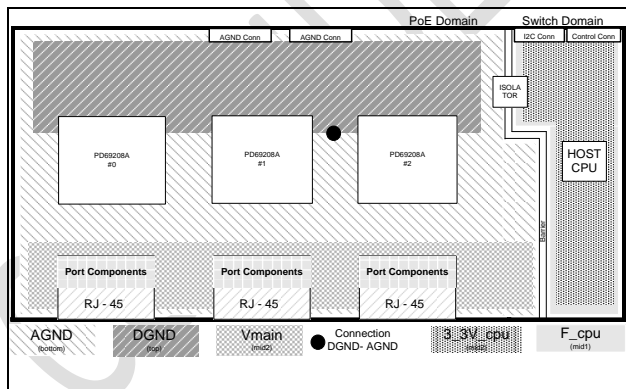 PoE Domain Switch Domain
AGND Conn AGND Conn I2C Conn Control Conn
ISOLA
TOR
PD69208A
#0
PD69208A
#1
PD69208A
#2
HOST
CPU
Barrier
Port Components Port Components Port Components
RJ - 45 RJ - 45 RJ - 45
AGND
(bottom)
DGND
(top)
Vmain
(mid2)
Connection
DGND- AGND
3_3V_cpu
(mid2)
F_cpu
(mid1)